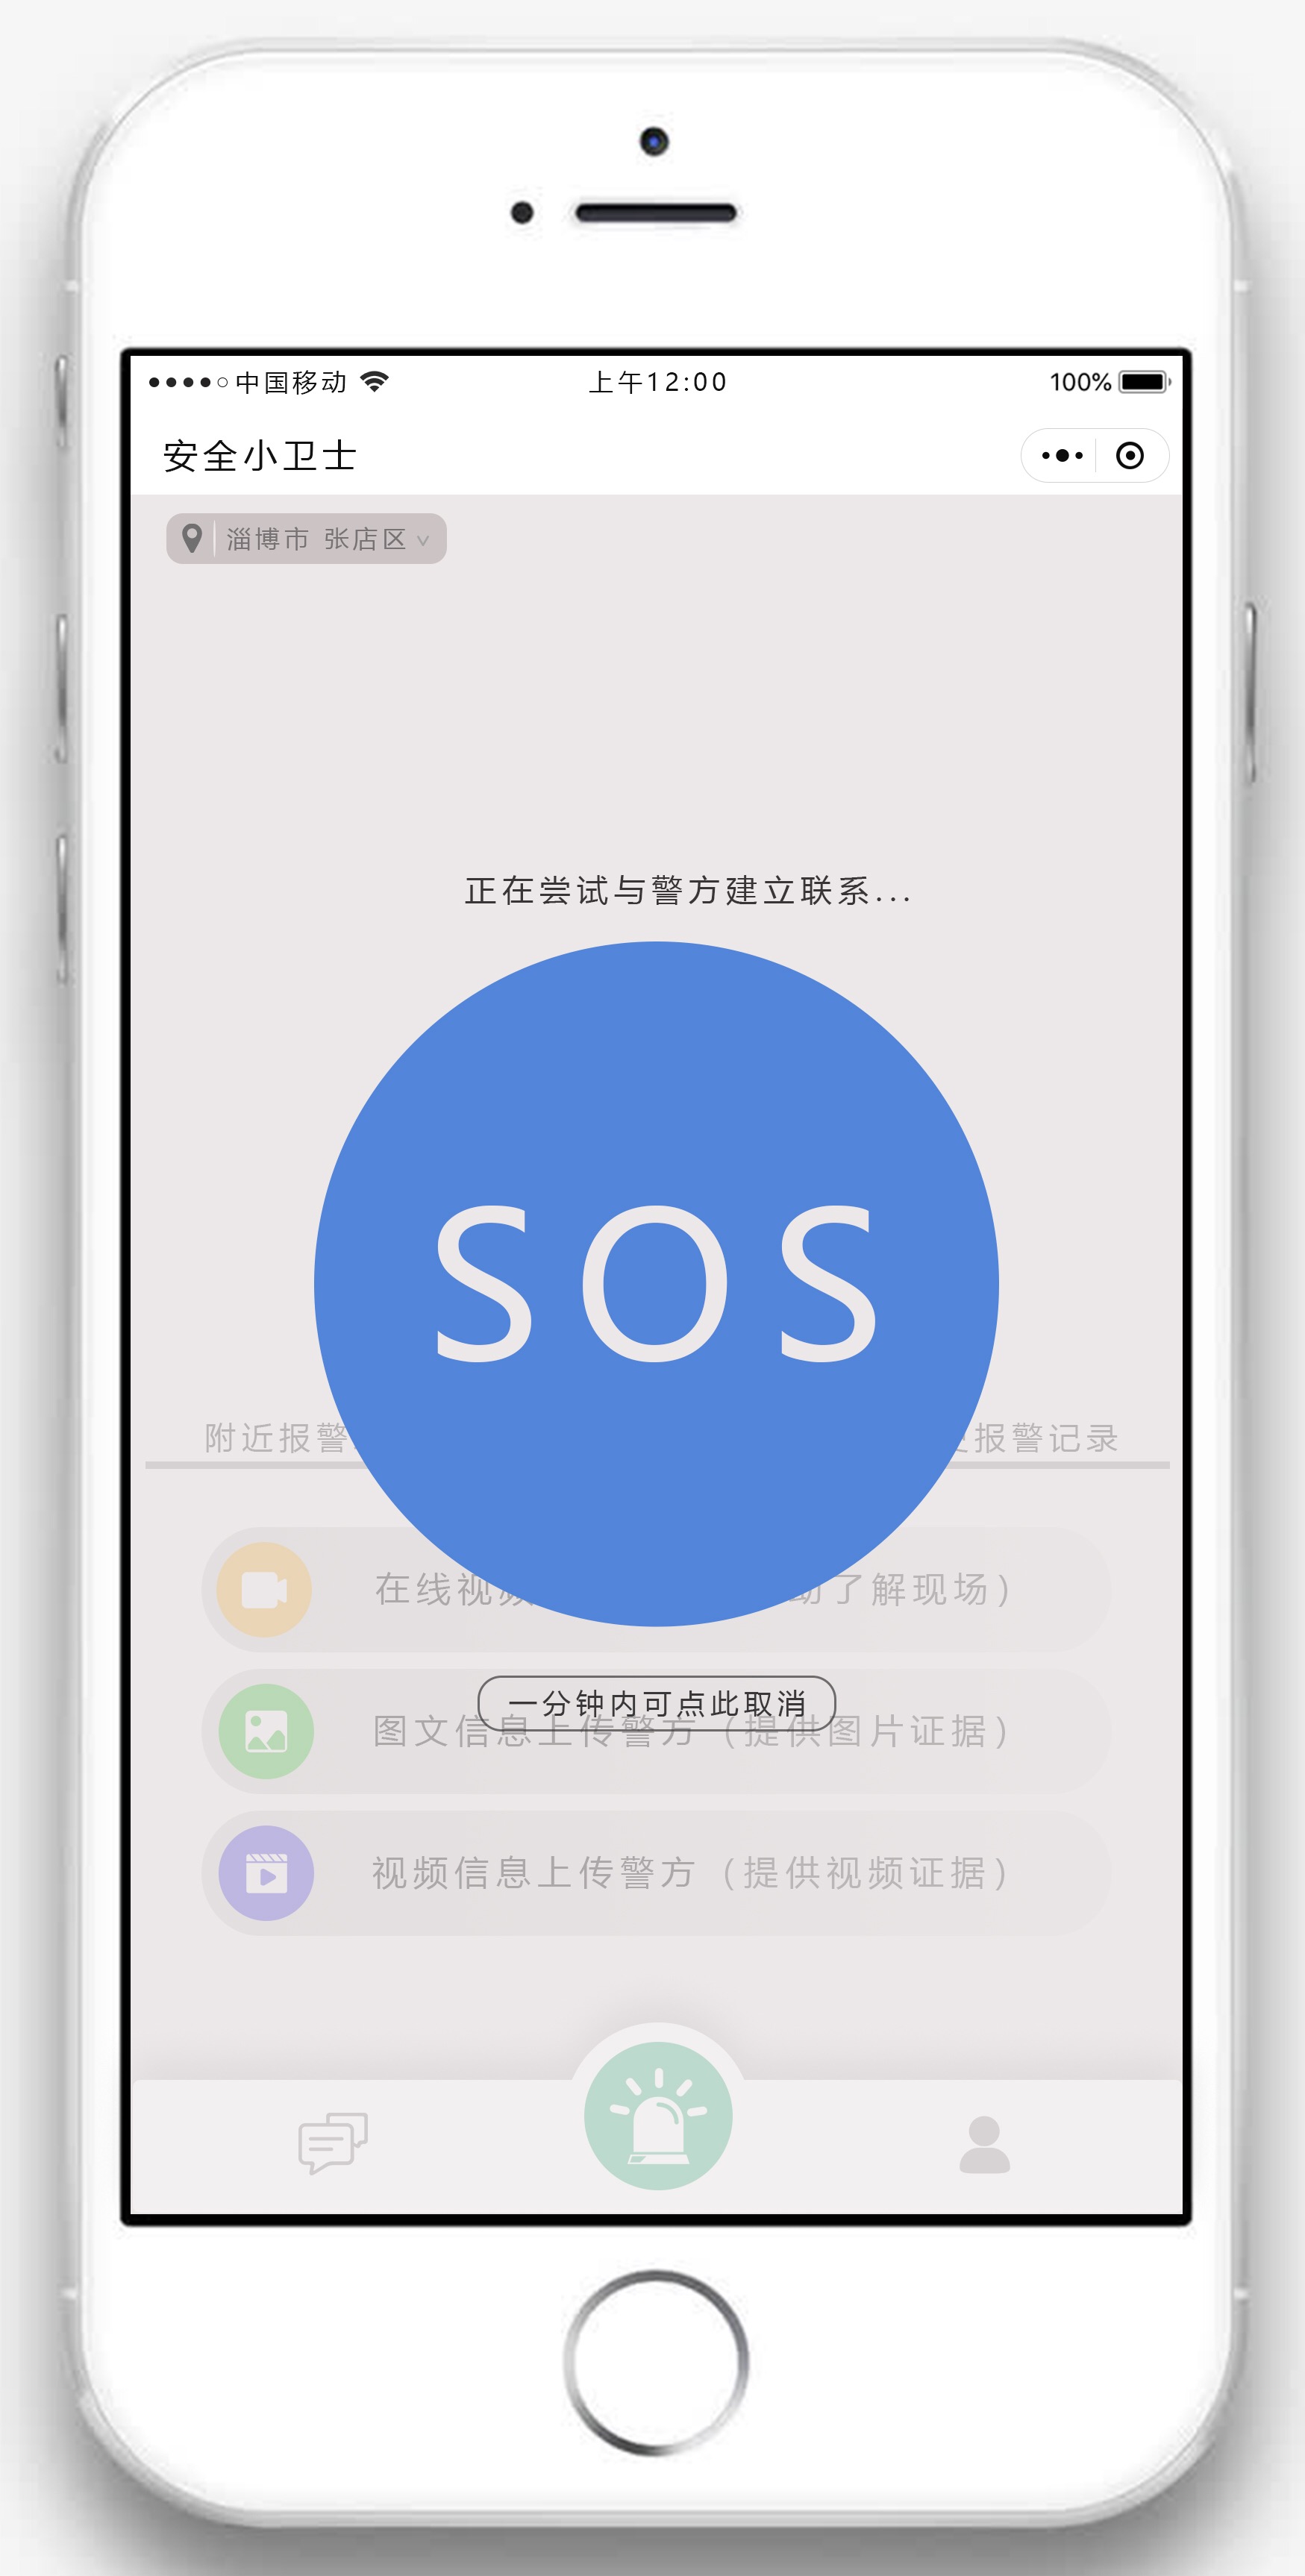 中国移动 上午12:00 100%
安全小卫士
淄博市 张店区
正在尝试与警方建立联系...
SOS
附近报警 报警记录
在线视频 助了解现场)
一分钟内可点此取消
图文信息上传警方 (提供图片证据)
视频信息上传警方 (提供视频证据)